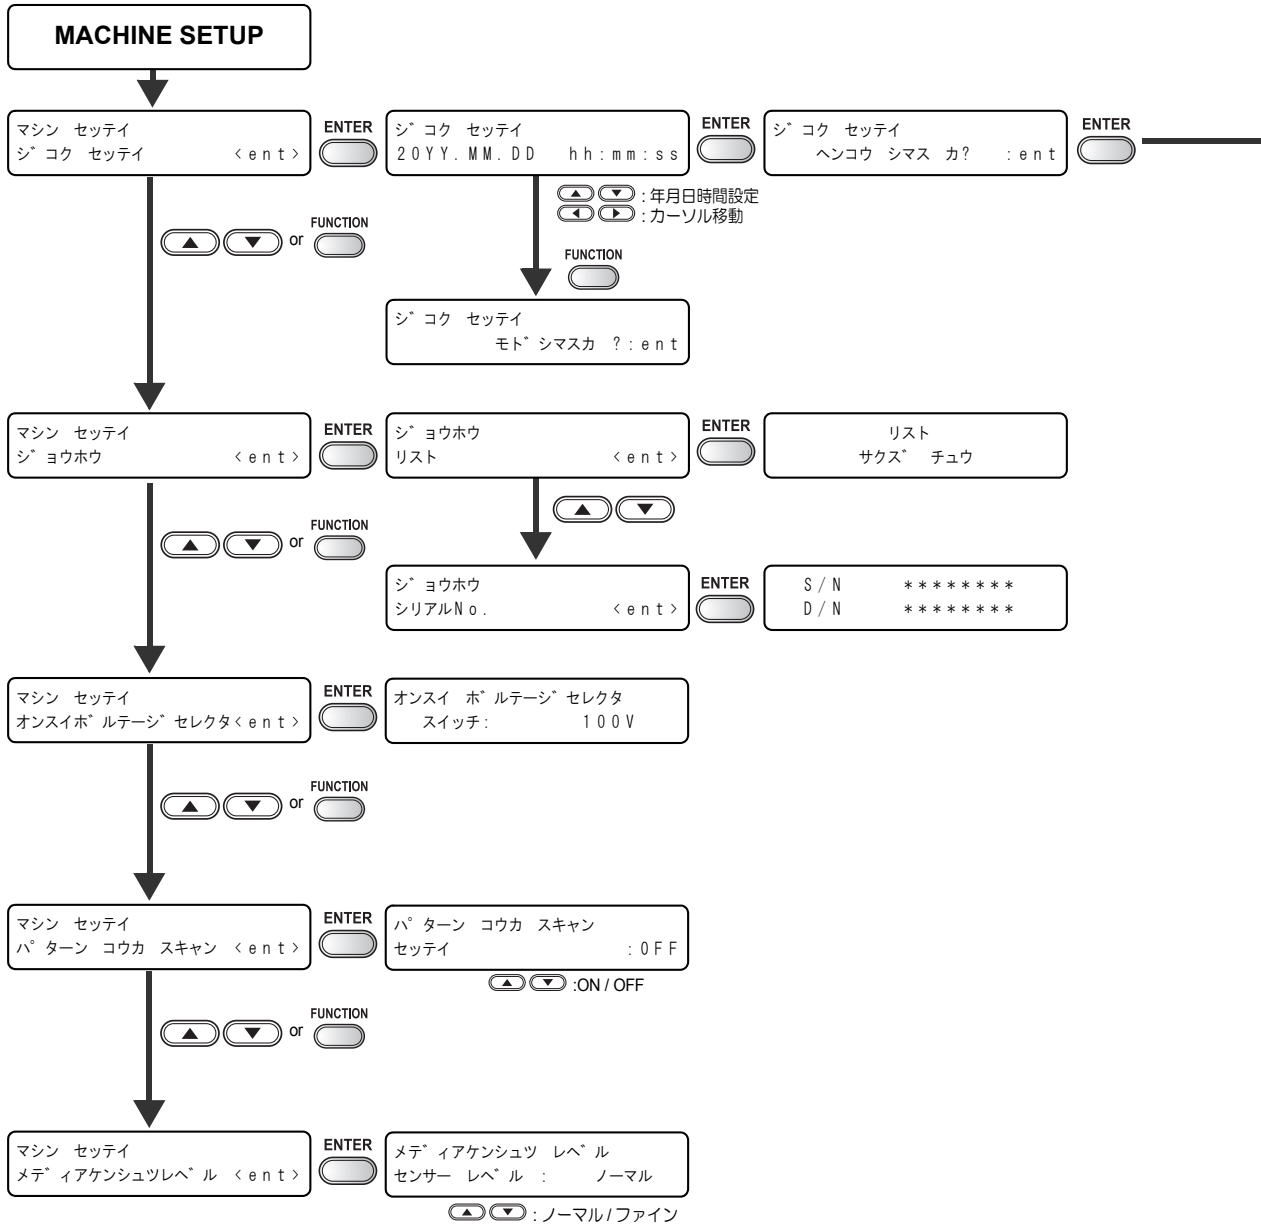 MACHINE SETUP
マシン セッテイ
ジコク セッテイ <ent>
ENTER
ジコク セッテイ
20YY.MM.DD hh:mm:ss
ENTER
ジコク セッテイ
ヘンコウ シマス カ? :ent
ENTER
: 年月日時間設定
: カーソル移動
or
FUNCTION
FUNCTION
ジコク セッテイ
モドシマスカ ?:ent
マシン セッテイ
ジョウホウ <ent>
ENTER
ジョウホウ
リスト <ent>
ENTER
リスト
サクズ チュウ
or
FUNCTION
ジョウホウ
シリアルNo. <ent>
ENTER
S/N ********
D/N ********
マシン セッテイ
オンスイボルテージセレクタ<ent>
ENTER
オンスイ ボルテージセレクタ
スイッチ: 100V
or
FUNCTION
マシン セッテイ
パターン コウカ スキャン <ent>
ENTER
パターン コウカ スキャン
セッテイ :OFF
:ON / OFF
or
FUNCTION
マシン セッテイ
メディアケンシュツレベル <ent>
ENTER
メディアケンシュツ レベル
センサー レベル : ノーマル
: ノーマル / ファイン